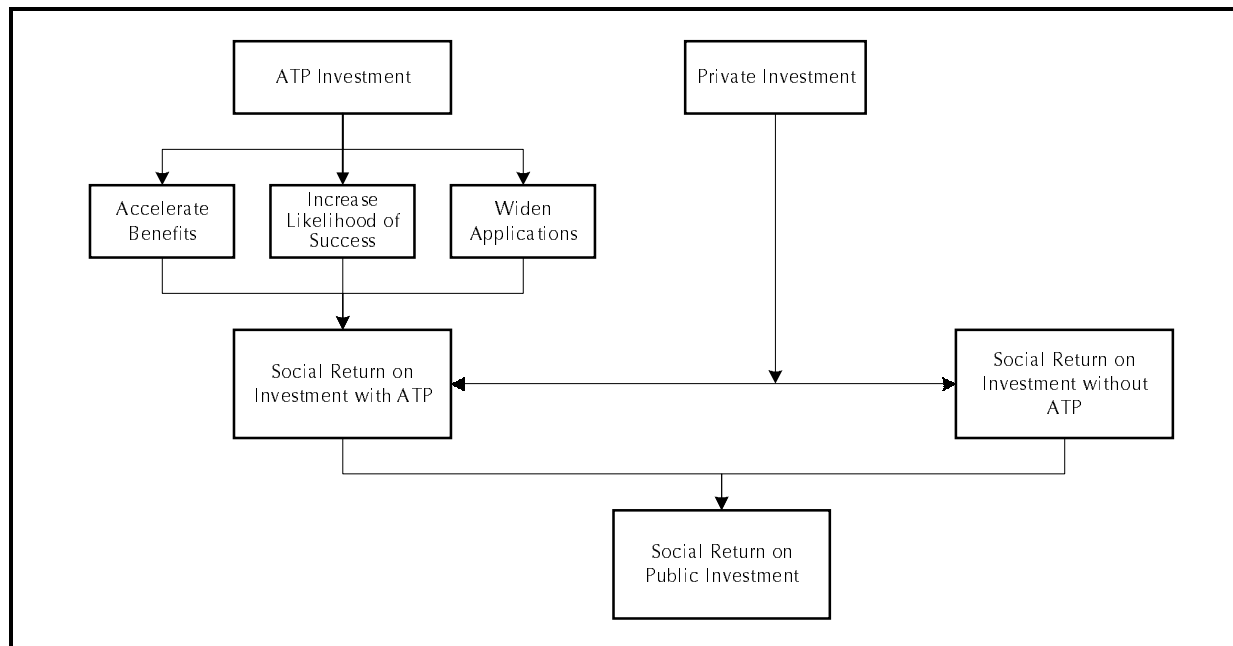 ATP Investment
Private Investment
Accelerate
Benefits
Increase
Likelihood of
Success
Widen
Applications
Social Return on
Investment with ATP
Social Return on
Investment without
ATP
Social Return on
Public Investment